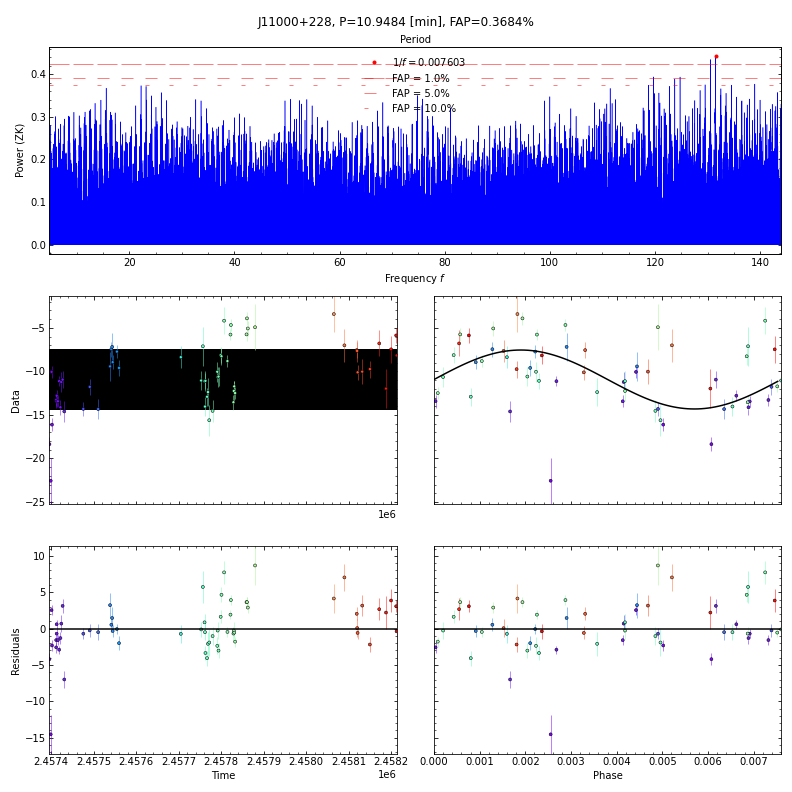 J11000+228, P=10.9484 [min], FAP=0.3684%
Period
Power (ZK)
0.4
0.3
0.2
0.1
0.0
1/f = 0.007603
FAP = 1.0%
FAP = 5.0%
FAP = 10.0%
20 40 60 80 100 120 140
Frequency f
Data
−5
−10
−15
−20
−25
1e6
Residuals
10
5
0
−5
−10
−15
2.4574 2.4575 2.4576 2.4577 2.4578 2.4579 2.4580 2.4581 2.4582
Time
1e6
0.000 0.001 0.002 0.003 0.004 0.005 0.006 0.007
Phase